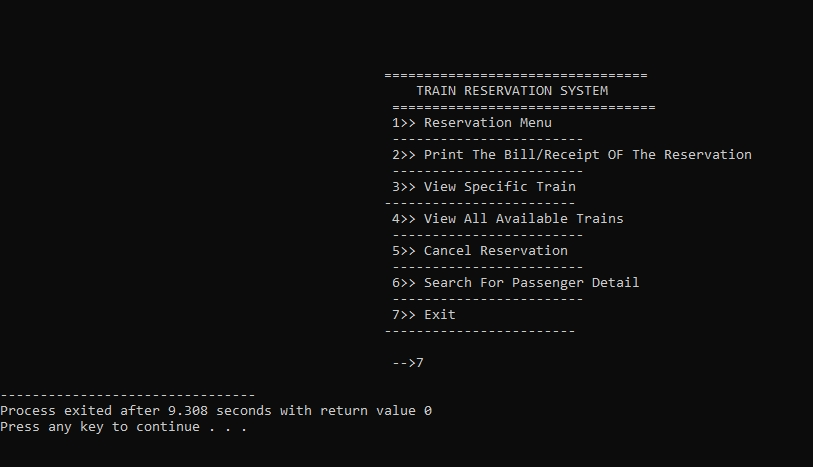 =================================
TRAIN RESERVATION SYSTEM
=================================
1>> Reservation Menu
------------------------
2>> Print The Bill/Receipt OF The Reservation
------------------------
3>> View Specific Train
------------------------
4>> View All Available Trains
------------------------
5>> Cancel Reservation
------------------------
6>> Search For Passenger Detail
------------------------
7>> Exit
------------------------
-->7
--------------------------------
Process exited after 9.308 seconds with return value 0
Press any key to continue . . .